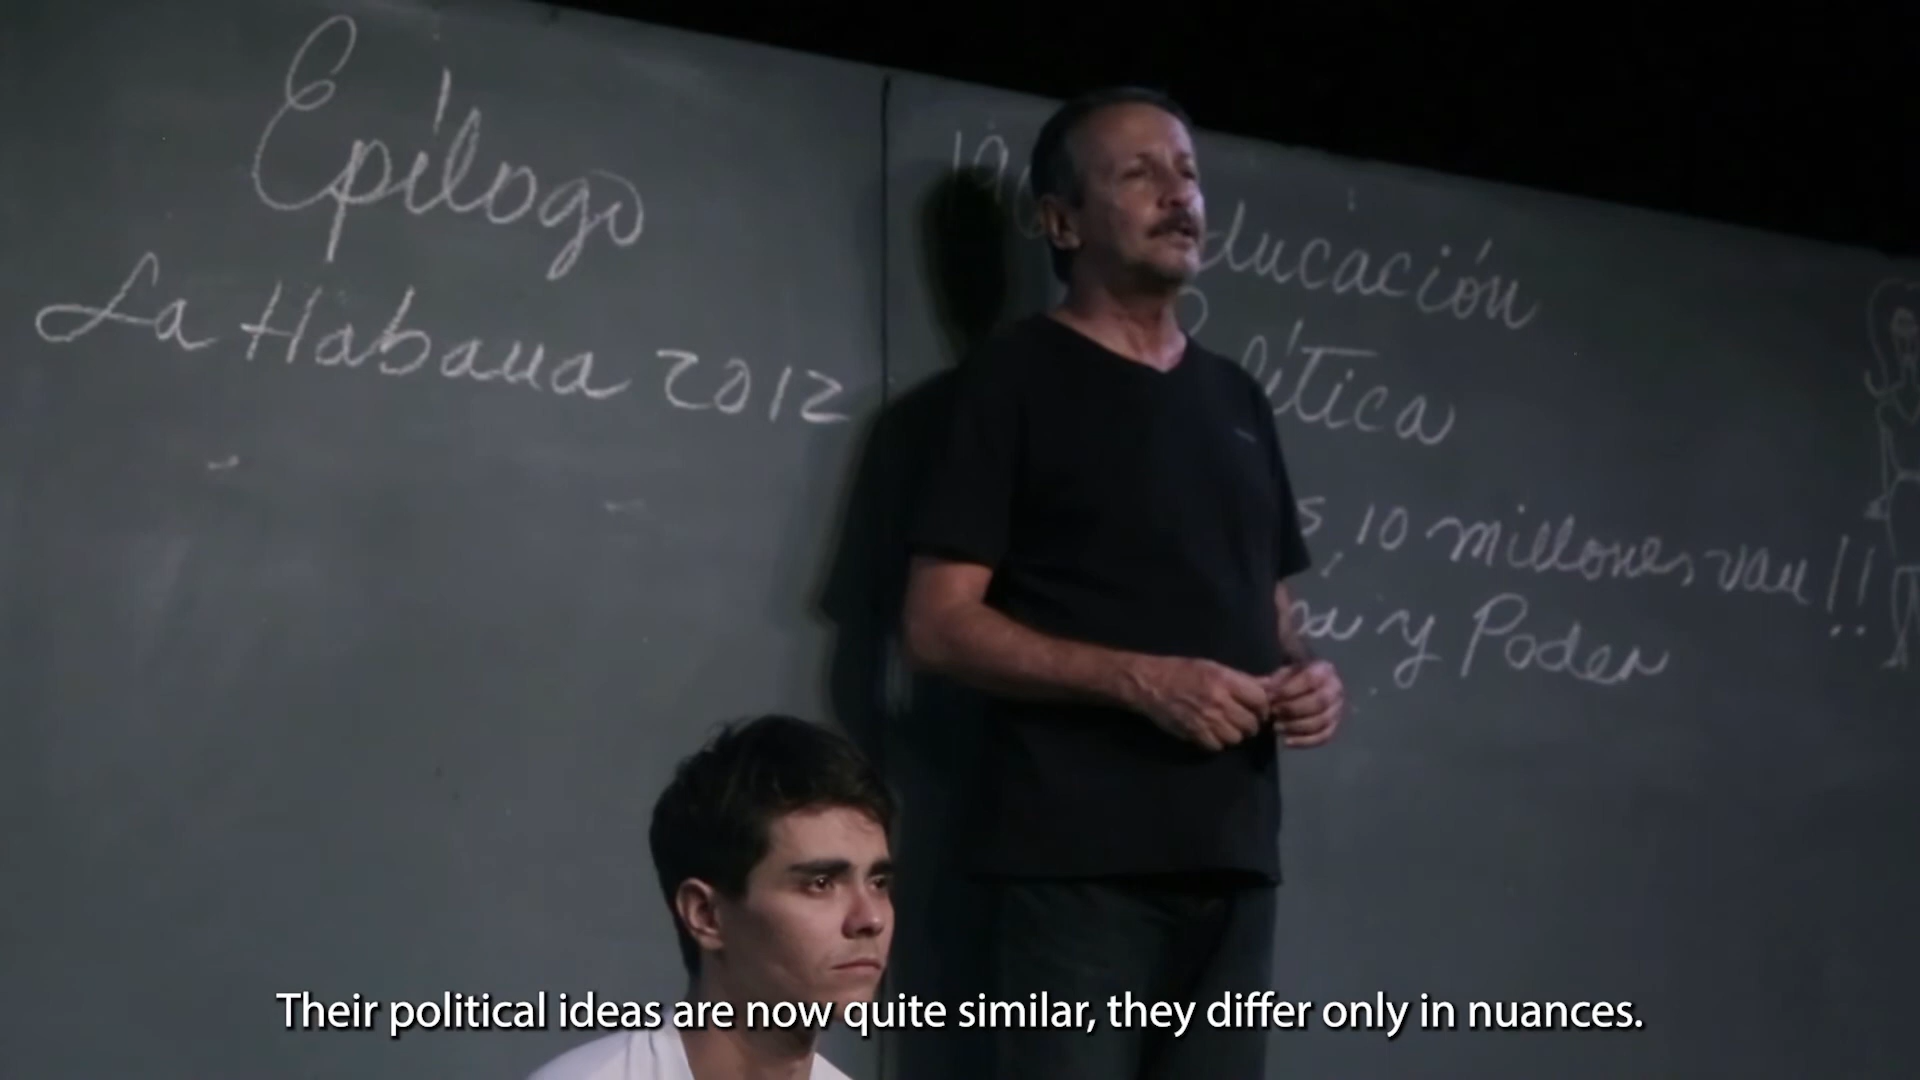 Epílogo
La Habana 2012
ducación
lítica
s 10 millones van!!
y Poder
Their political ideas are now quite similar, they differ only in nuances.